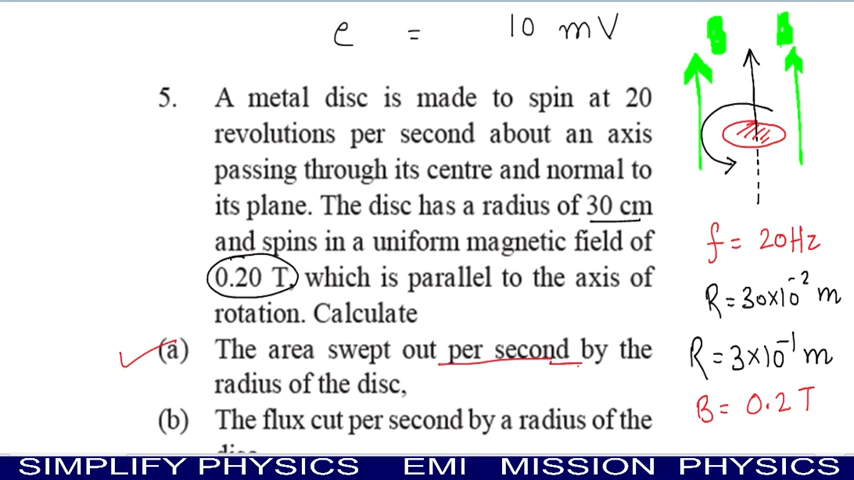 e = 10 mV
B B
5. A metal disc is made to spin at 20
revolutions per second about an axis
passing through its centre and normal to
its plane. The disc has a radius of 30 cm
and spins in a uniform magnetic field of
0.20 T, which is parallel to the axis of
rotation. Calculate
(a) The area swept out per second by the
radius of the disc,
(b) The flux cut per second by a radius of the
disc
f = 20Hz
R = 30×10⁻² m
R = 3×10⁻¹ m
B = 0.2 T
SIMPLIFY PHYSICS EMI MISSION PHYSICS